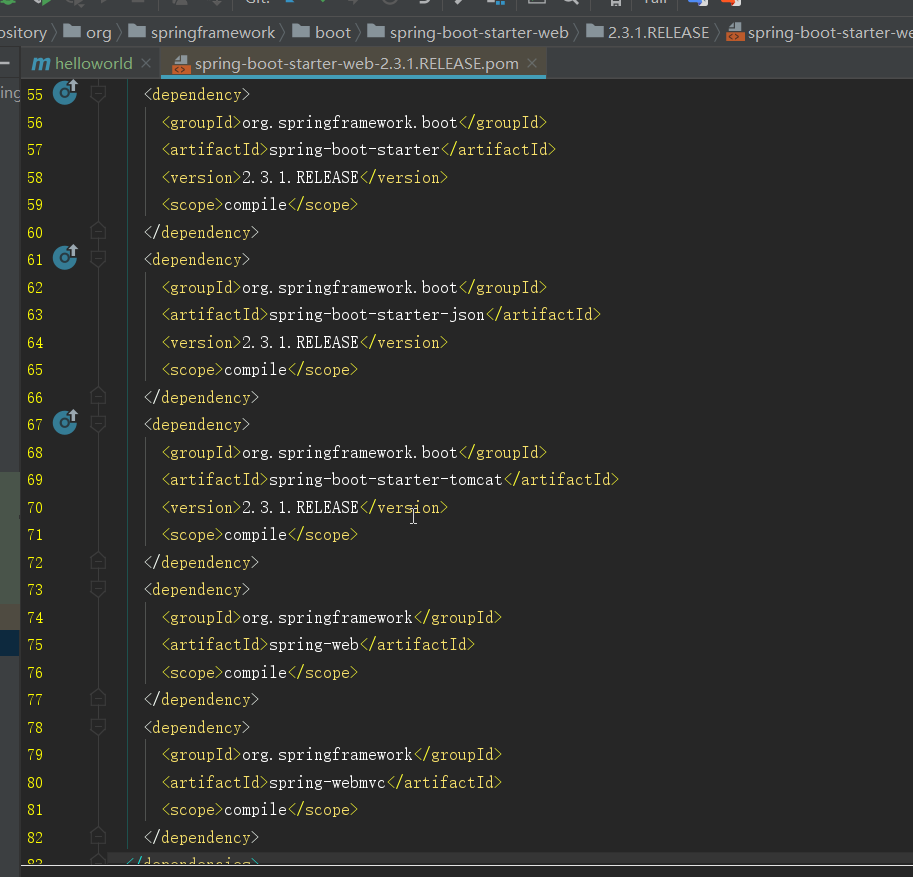 Git:
org springframework boot spring-boot-starter-web 2.3.1.RELEASE
helloworld spring-boot-starter-web-2.3.1.RELEASE.pom
55 <dependency>
56 <groupId>org.springframework.boot</groupId>
57 <artifactId>spring-boot-starter</artifactId>
58 <version>2.3.1.RELEASE</version>
59 <scope>compile</scope>
60 </dependency>
61 <dependency>
62 <groupId>org.springframework.boot</groupId>
63 <artifactId>spring-boot-starter-json</artifactId>
64 <version>2.3.1.RELEASE</version>
65 <scope>compile</scope>
66 </dependency>
67 <dependency>
68 <groupId>org.springframework.boot</groupId>
69 <artifactId>spring-boot-starter-tomcat</artifactId>
70 <version>2.3.1.RELEASE</version>
71 <scope>compile</scope>
72 </dependency>
73 <dependency>
74 <groupId>org.springframework</groupId>
75 <artifactId>spring-web</artifactId>
76 <scope>compile</scope>
77 </dependency>
78 <dependency>
79 <groupId>org.springframework</groupId>
80 <artifactId>spring-webmvc</artifactId>
81 <scope>compile</scope>
82 </dependency>
83 </dependencies>